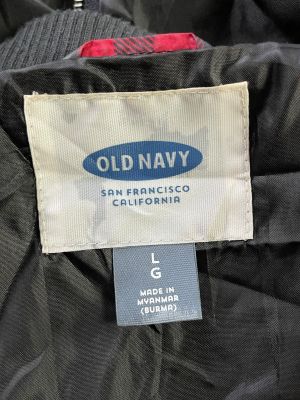 OLD NAVY
SAN FRANCISCO
CALIFORNIA
L
G
MADE IN
MYANMAR
(BURMA)